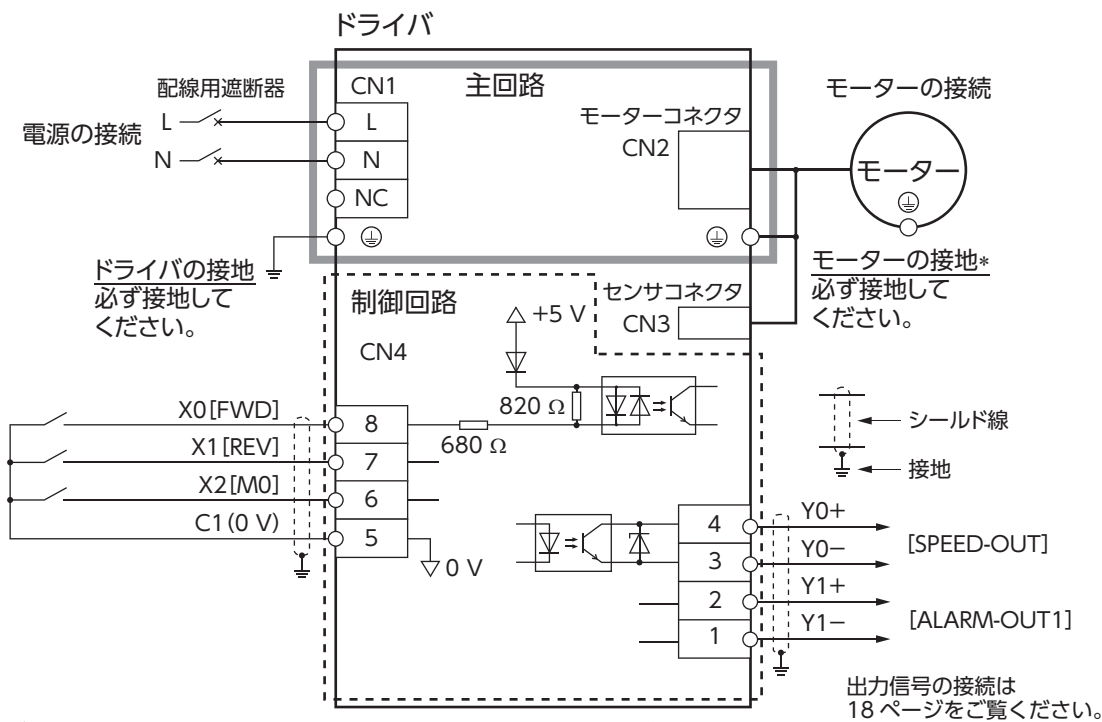 ドライバ
主回路
配線用遮断器
CN1
モーターの接続
電源の接続
L
L
モーターコネクタ
CN2
N
N
モーター
NC
ドライバの接地
必ず接地して
ください。
モーターの接地*
必ず接地して
ください。
制御回路
センサコネクタ
+5 V
CN3
CN4
820 Ω
X0[FWD]
8
680 Ω
シールド線
X1[REV]
7
接地
X2[M0]
6
C1(0 V)
5
0 V
4
Y0+
[SPEED-OUT]
3
Y0−
2
Y1+
[ALARM-OUT1]
1
Y1−
出力信号の接続は
18 ページをご覧ください。